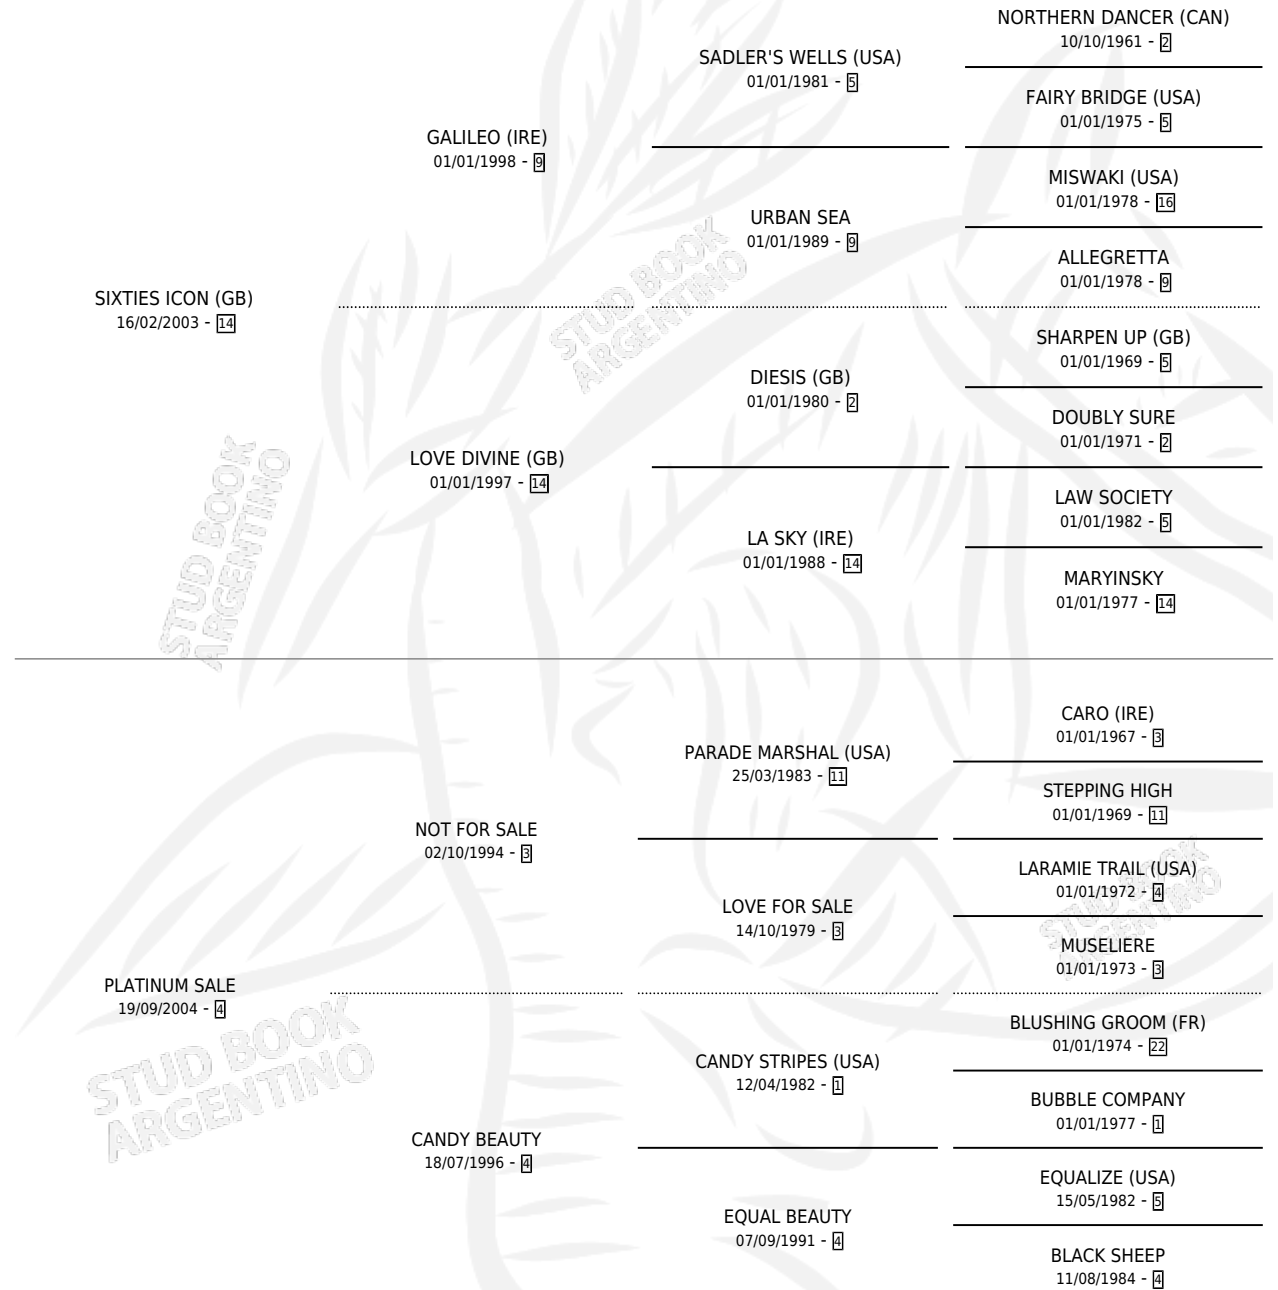 NORTHERN DANCER (CAN)
10/10/1961 - 2
SADLER'S WELLS (USA)
01/01/1981 - 5
FAIRY BRIDGE (USA)
01/01/1975 - 5
GALILEO (IRE)
01/01/1998 - 9
MISWAKI (USA)
01/01/1978 - 16
URBAN SEA
01/01/1989 - 9
ALLEGRETTA
01/01/1978 - 9
SIXTIES ICON (GB)
16/02/2003 - 14
SHARPEN UP (GB)
01/01/1969 - 5
DIESIS (GB)
01/01/1980 - 2
DOUBLY SURE
01/01/1971 - 2
LOVE DIVINE (GB)
01/01/1997 - 14
LAW SOCIETY
01/01/1982 - 5
LA SKY (IRE)
01/01/1988 - 14
MARYINSKY
01/01/1977 - 14
CARO (IRE)
01/01/1967 - 3
PARADE MARSHAL (USA)
25/03/1983 - 11
STEPPING HIGH
01/01/1969 - 11
NOT FOR SALE
02/10/1994 - 3
LARAMIE TRAIL (USA)
01/01/1972 - 4
LOVE FOR SALE
14/10/1979 - 3
MUSELIERE
01/01/1973 - 3
PLATINUM SALE
19/09/2004 - 4
BLUSHING GROOM (FR)
01/01/1974 - 22
CANDY STRIPES (USA)
12/04/1982 - 1
BUBBLE COMPANY
01/01/1977 - 1
CANDY BEAUTY
18/07/1996 - 4
EQUALIZE (USA)
15/05/1982 - 5
EQUAL BEAUTY
07/09/1991 - 4
BLACK SHEEP
11/08/1984 - 4
STUD BOOK
ARGENTINO
STUD BOOK
ARGENTINO
STUD BOOK
ARGENTINO
STUD BOOK
ARGENTINO